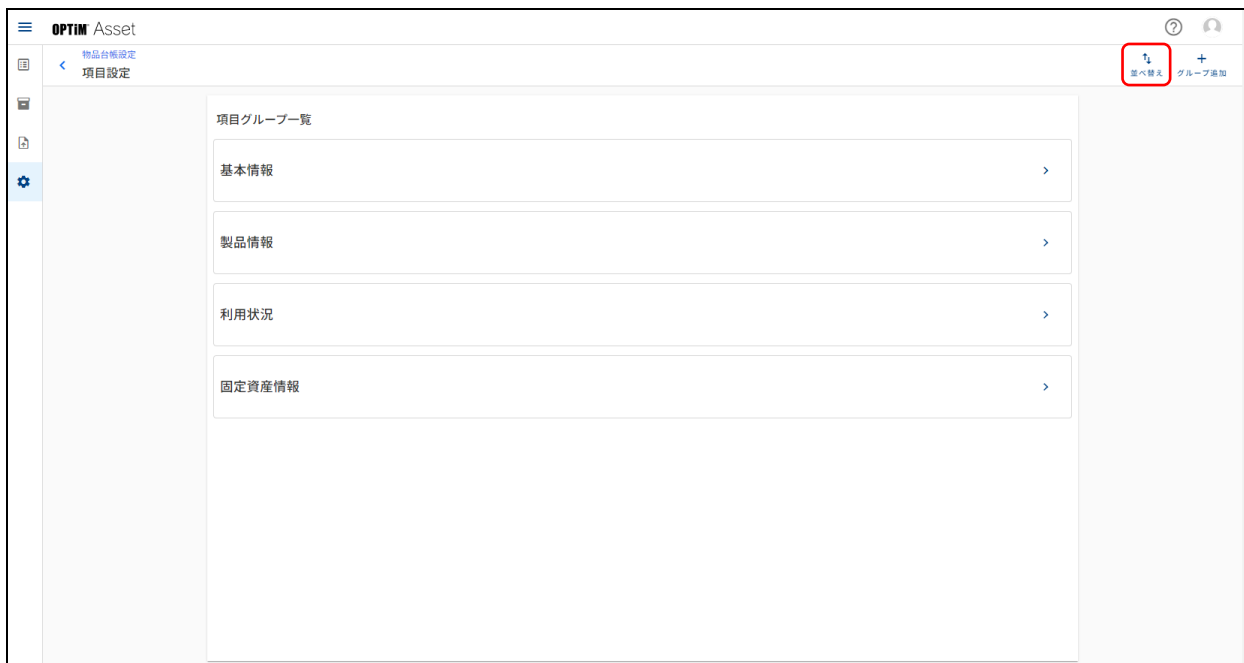 OPTiM Asset
物品台帳設定
項目設定
並べ替え
グループ追加
項目グループ一覧
基本情報
製品情報
利用状況
固定資産情報